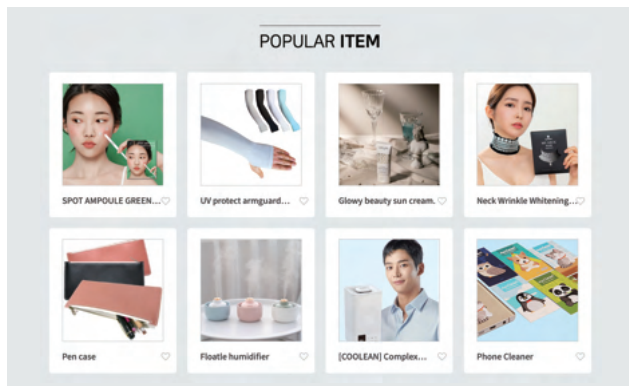 POPULAR ITEM
SPOT AMPOULE GREEN...
UV protect armguard...
Glowy beauty sun cream.
Neck Wrinkle Whitening...
Pen case
Floatle humidifier
[COOLEAN] Complex...
Phone Cleaner